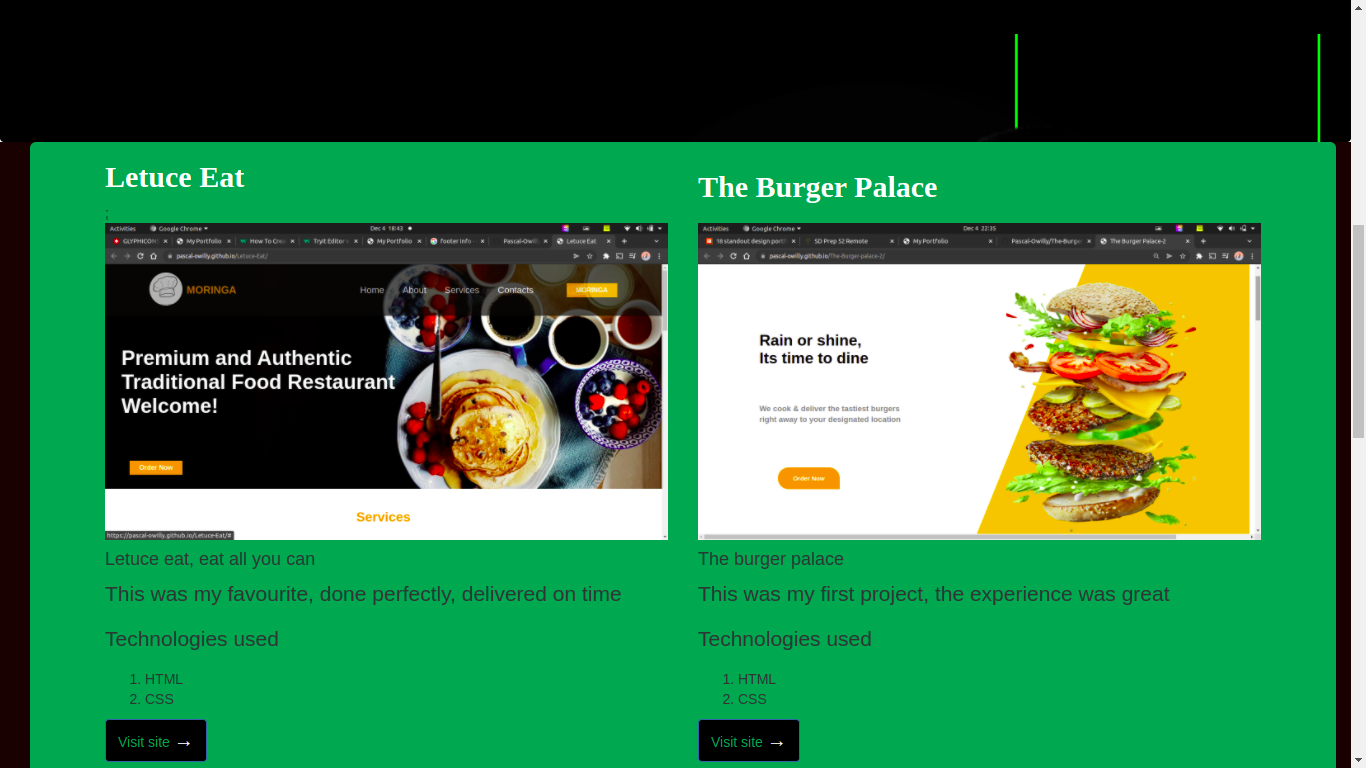 Letuce Eat
;
Activities Google Chrome Dec 4 18:43
My Portfolio How To Cre TryIt Editor My Portfolio footer info Pascal-Owil Letuce Eat
pascal-owilly.github.io/Letuce-Eat/
MORINGA Home About Services Contacts MORINGA
Premium and Authentic
Traditional Food Restaurant
Welcome!
Order Now
Services
https://pascal-owilly.github.io/Letuce-Eat/#
Letuce eat, eat all you can
This was my favourite, done perfectly, delivered on time
Technologies used
1. HTML
2. CSS
Visit site →
The Burger Palace
Activities Google Chrome Dec 4 22:35
18 standout design portf SD Prep S2 Remote My Portfolio Pascal-Owilly/The-Burge The Burger Palace-2
pascal-owilly.github.io/The-Burger-palace-2/
Rain or shine,
Its time to dine
We cook & deliver the tastiest burgers
right away to your designated location
Order Now
The burger palace
This was my first project, the experience was great
Technologies used
1. HTML
2. CSS
Visit site →